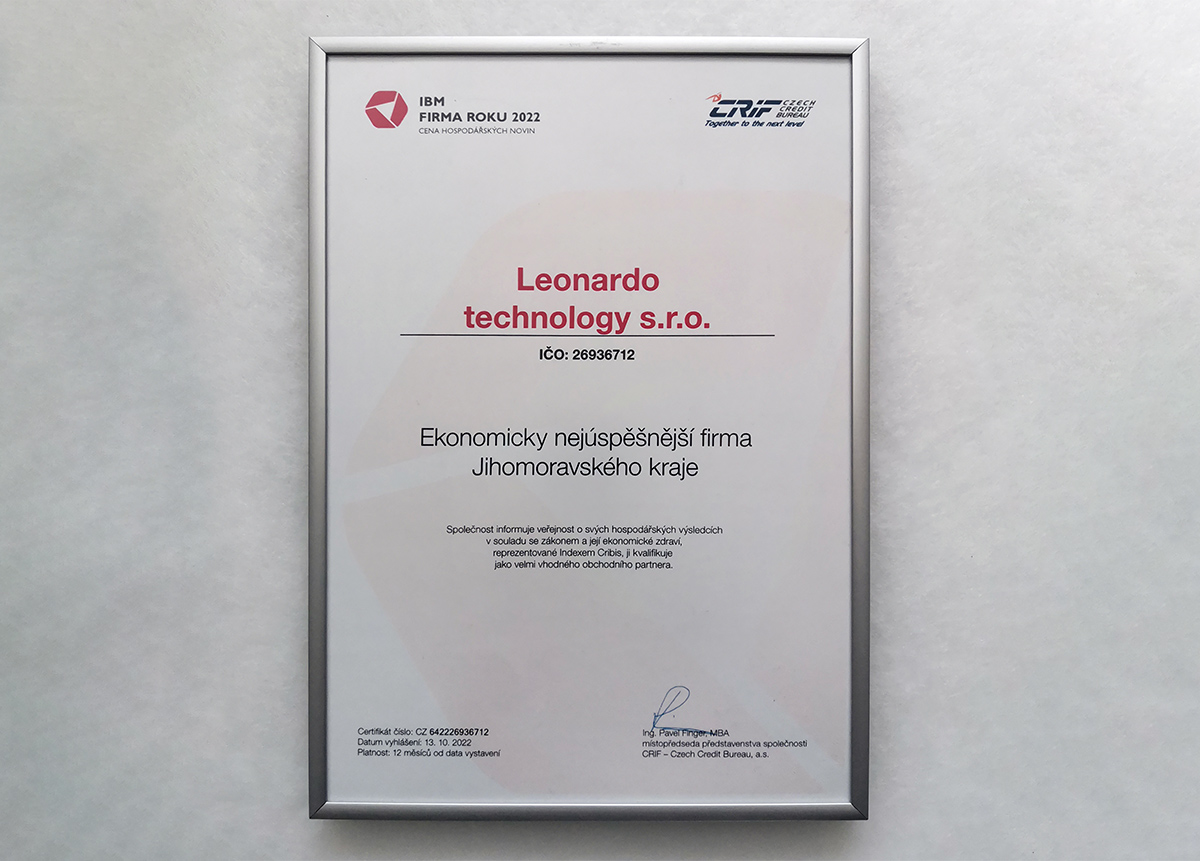 IBM
FIRMA ROKU 2022
CENA HOSPODÁŘSKÝCH NOVIN
CRIF CZECH
CREDIT
BUREAU
Together to the next level
Leonardo
technology s.r.o.
IČO: 26936712
Ekonomicky nejúspěšnější firma
Jihomoravského kraje
Společnost informuje veřejnost o svých hospodářských výsledcích
v souladu se zákonem a její ekonomické zdraví,
reprezentované Indexem Cribis, ji kvalifikuje
jako velmi vhodného obchodního partnera.
Certifikát číslo: CZ 642226936712
Datum vyhlášení: 13. 10. 2022
Platnost: 12 měsíců od data vystavení
Ing. Pavel Finger, MBA
místopředseda představenstva společnosti
CRIF – Czech Credit Bureau, a.s.